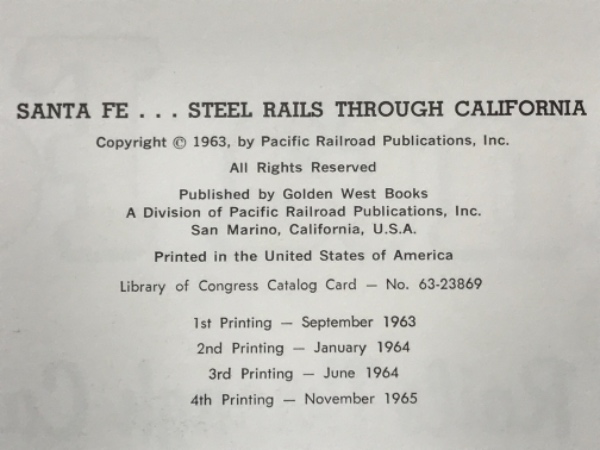 SANTA FE . . . STEEL RAILS THROUGH CALIFORNIA
Copyright © 1963, by Pacific Railroad Publications, Inc.
All Rights Reserved
Published by Golden West Books
A Division of Pacific Railroad Publications, Inc.
San Marino, California, U.S.A.
Printed in the United States of America
Library of Congress Catalog Card — No. 63-23869
1st Printing — September 1963
2nd Printing — January 1964
3rd Printing — June 1964
4th Printing — November 1965